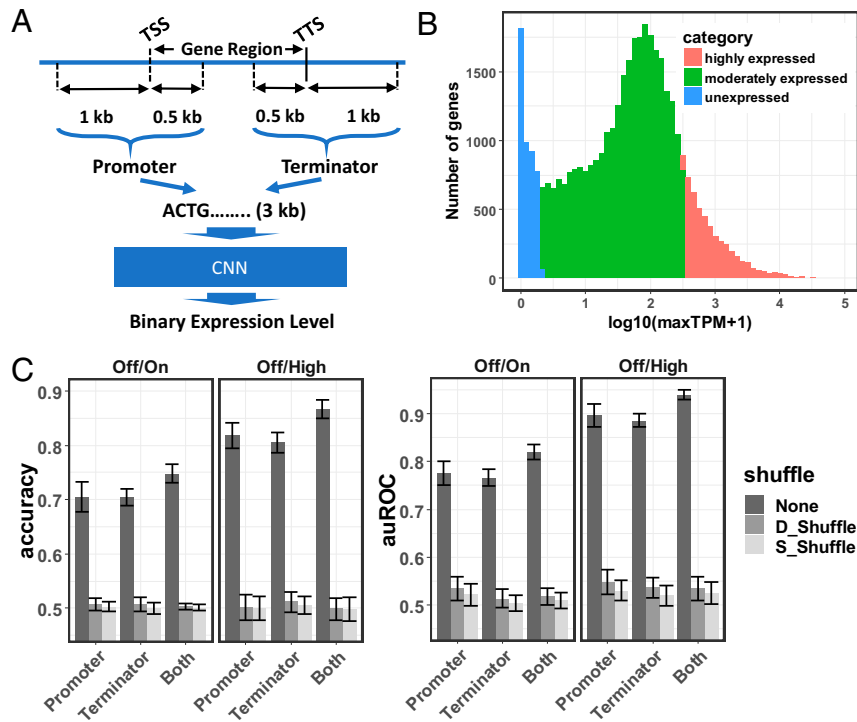 A
TSS
TTS
Gene Region
1 kb
0.5 kb
0.5 kb
1 kb
Promoter
Terminator
ACTG........ (3 kb)
CNN
Binary Expression Level
B
category
highly expressed
moderately expressed
unexpressed
Number of genes
1500
1000
500
0
0
1
2
3
4
5
log10(maxTPM+1)
C
Off/On
Off/High
accuracy
0.9
0.8
0.7
0.6
0.5
Promoter
Terminator
Both
Promoter
Terminator
Both
Off/On
Off/High
auROC
0.9
0.8
0.7
0.6
0.5
Promoter
Terminator
Both
Promoter
Terminator
Both
shuffle
None
D_Shuffle
S_Shuffle